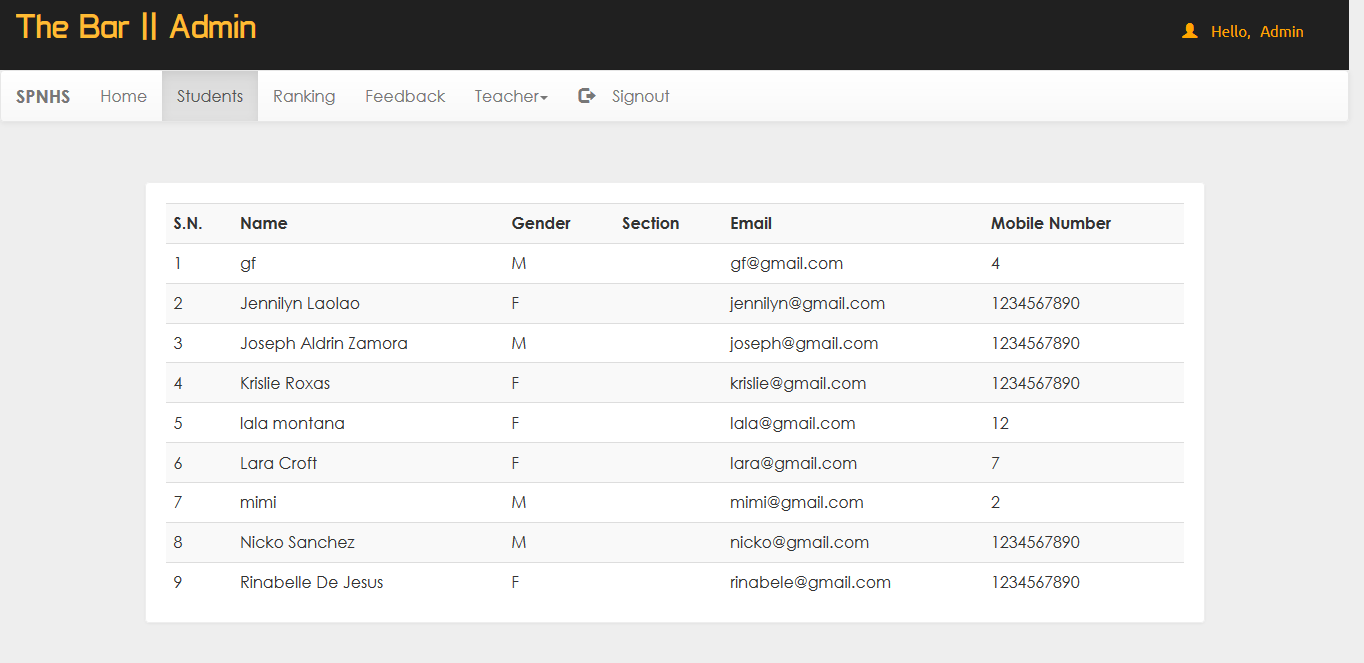 The Bar || Admin
Hello, Admin
SPNHS Home Students Ranking Feedback Teacher Signout
S.N. Name Gender Section Email Mobile Number
1 gf M gf@gmail.com 4
2 Jennilyn Laolao F jennilyn@gmail.com 1234567890
3 Joseph Aldrin Zamora M joseph@gmail.com 1234567890
4 Krislie Roxas F krislie@gmail.com 1234567890
5 lala montana F lala@gmail.com 12
6 Lara Croft F lara@gmail.com 7
7 mimi M mimi@gmail.com 2
8 Nicko Sanchez M nicko@gmail.com 1234567890
9 Rinabelle De Jesus F rinabele@gmail.com 1234567890